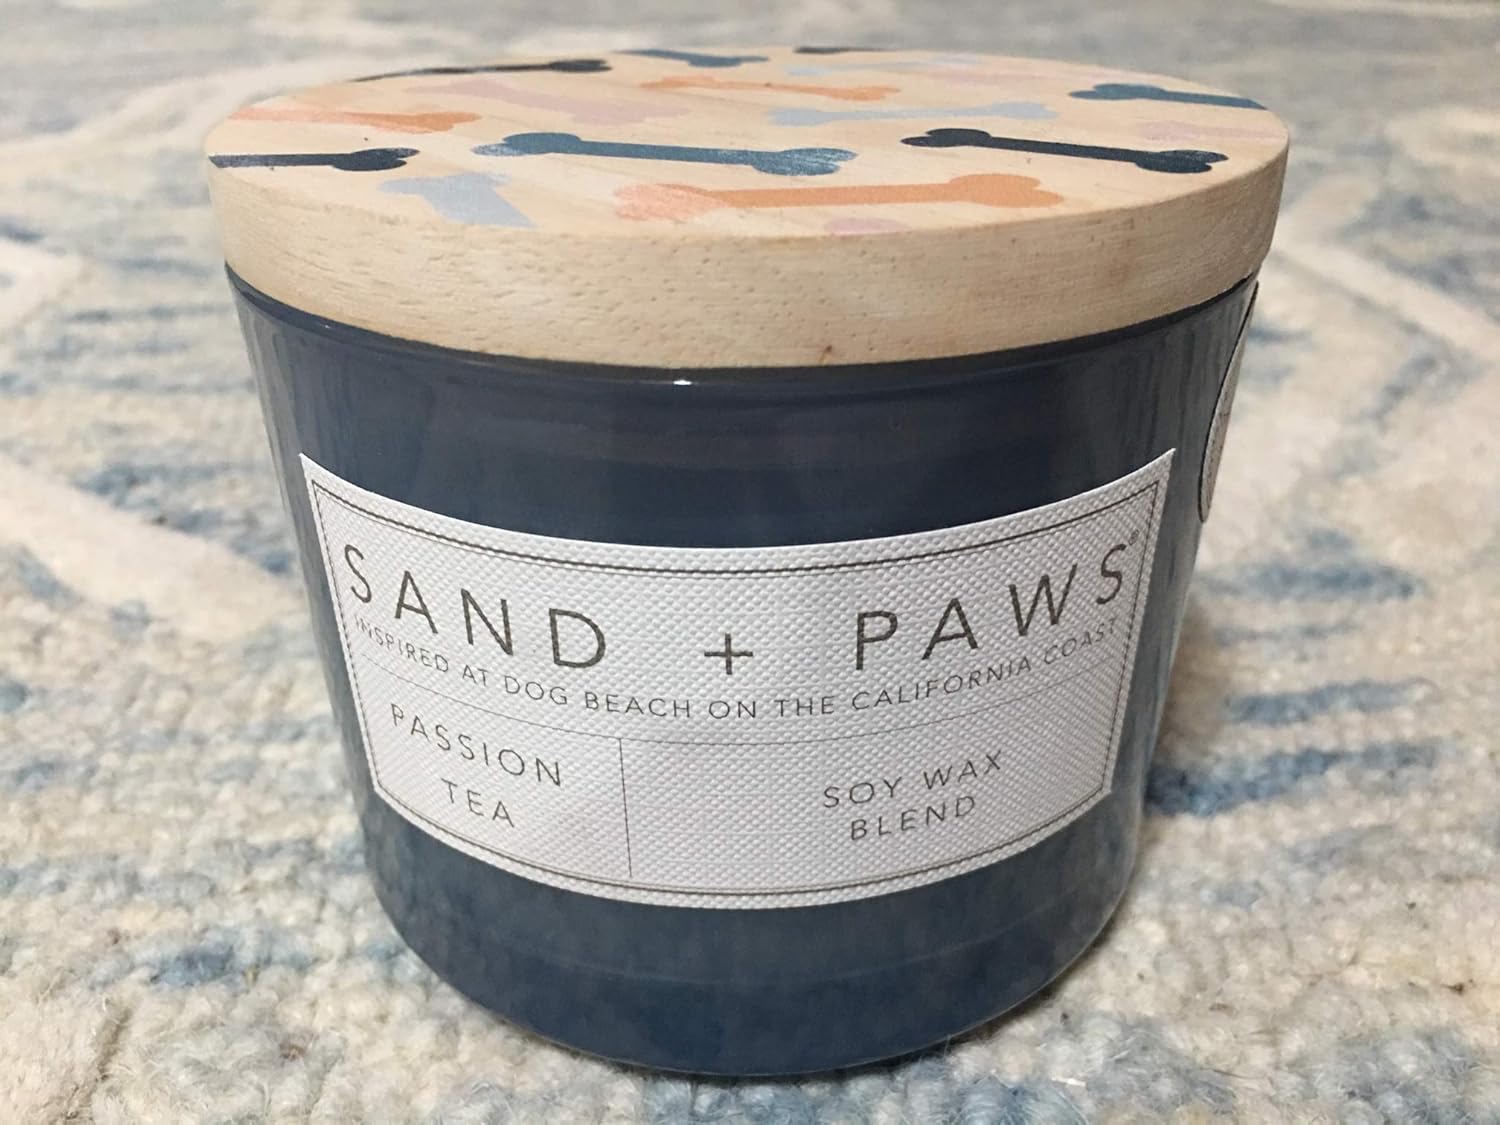 SAND + PAWS®
INSPIRED AT DOG BEACH ON THE CALIFORNIA COAST
PASSION
TEA
SOY WAX
BLEND